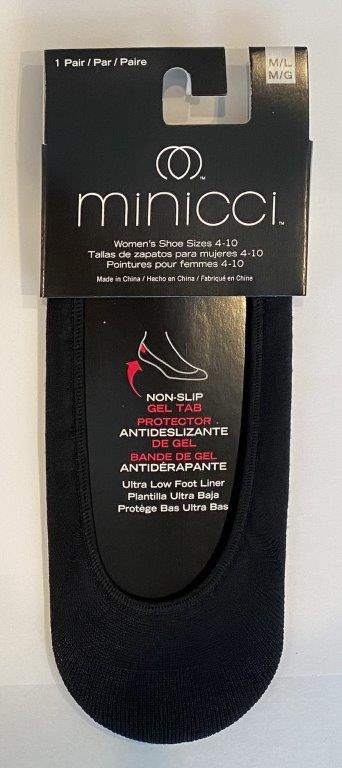 1 Pair / Par / Paire
M/L
M/G
minicci™
Women's Shoe Sizes 4-10
Tallas de zapatos para mujeres 4-10
Pointures pour femmes 4-10
Made in China / Hecho en China / Fabriqué en Chine
NON-SLIP
GEL TAB
PROTECTOR
ANTIDESLIZANTE
DE GEL
BANDE DE GEL
ANTIDÉRAPANTE
Ultra Low Foot Liner
Plantilla Ultra Baja
Protège Bas Ultra Bas